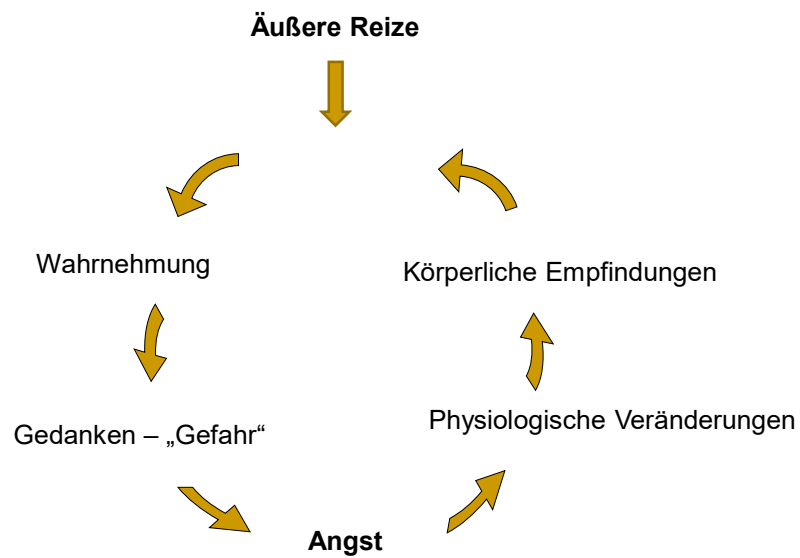 Äußere Reize
Wahrnehmung
Körperliche Empfindungen
Gedanken – „Gefahr“
Physiologische Veränderungen
Angst